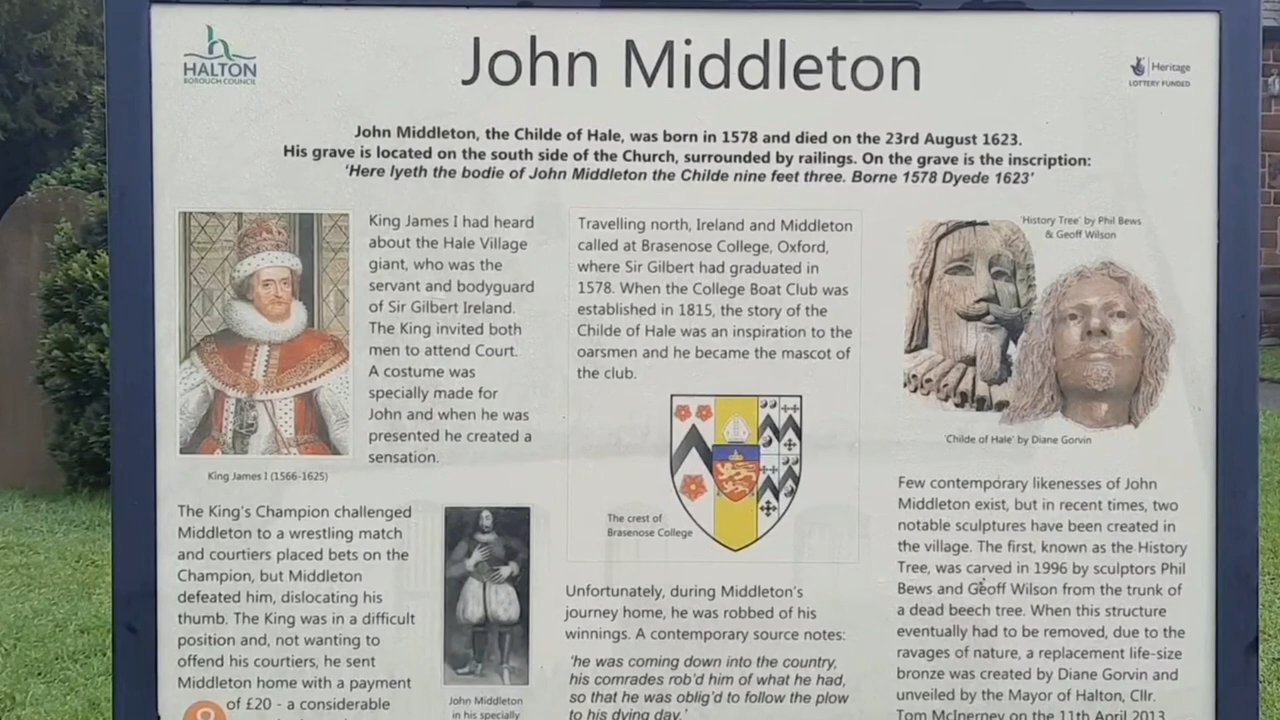 HALTON
BOROUGH COUNCIL
John Middleton
Heritage
LOTTERY FUNDED
John Middleton, the Childe of Hale, was born in 1578 and died on the 23rd August 1623.
His grave is located on the south side of the Church, surrounded by railings. On the grave is the inscription:
'Here lyeth the bodie of John Middleton the Childe nine feet three. Borne 1578 Dyede 1623'
King James I (1566-1625)
King James I had heard
about the Hale Village
giant, who was the
servant and bodyguard
of Sir Gilbert Ireland.
The King invited both
men to attend Court.
A costume was
specially made for
John and when he was
presented he created a
sensation.
The King's Champion challenged
Middleton to a wrestling match
and courtiers placed bets on the
Champion, but Middleton
defeated him, dislocating his
thumb. The King was in a difficult
position and, not wanting to
offend his courtiers, he sent
Middleton home with a payment
of £20 - a considerable
John Middleton
in his specially
Travelling north, Ireland and Middleton
called at Brasenose College, Oxford,
where Sir Gilbert had graduated in
1578. When the College Boat Club was
established in 1815, the story of the
Childe of Hale was an inspiration to the
oarsmen and he became the mascot of
the club.
The crest of
Brasenose College
Unfortunately, during Middleton's
journey home, he was robbed of his
winnings. A contemporary source notes:
'he was coming down into the country,
his comrades rob'd him of what he had,
so that he was oblig'd to follow the plow
to his dying day.'
'History Tree' by Phil Bews
& Geoff Wilson
'Childe of Hale' by Diane Gorvin
Few contemporary likenesses of John
Middleton exist, but in recent times, two
notable sculptures have been created in
the village. The first, known as the History
Tree, was carved in 1996 by sculptors Phil
Bews and Geoff Wilson from the trunk of
a dead beech tree. When this structure
eventually had to be removed, due to the
ravages of nature, a replacement life-size
bronze was created by Diane Gorvin and
unveiled by the Mayor of Halton, Cllr.
Tom McInerney on the 11th April 2013